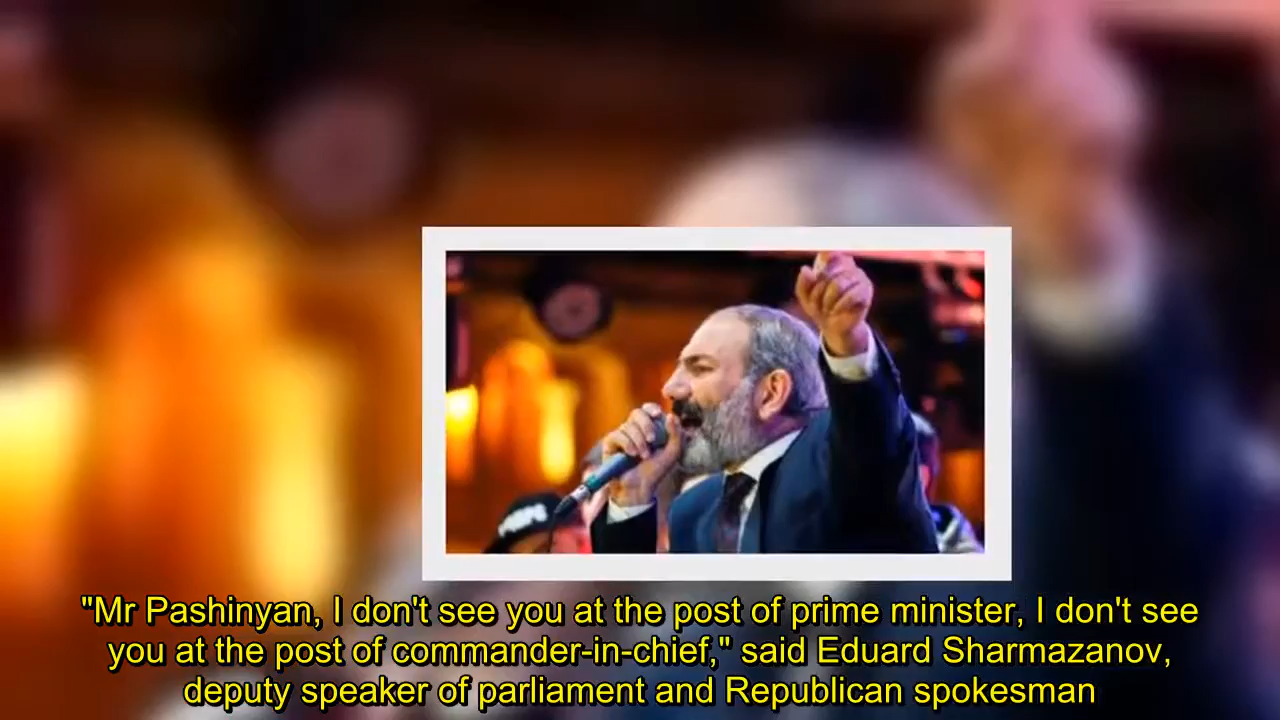 "Mr Pashinyan, I don't see you at the post of prime minister, I don't see
you at the post of commander-in-chief," said Eduard Sharmazanov,
deputy speaker of parliament and Republican spokesman